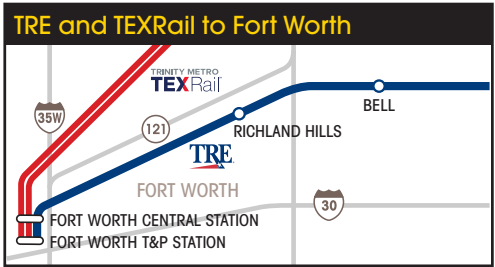 TRE and TEXRail to Fort Worth
TRINITY METRO
TEXRail
35W
121
BELL
RICHLAND HILLS
TRE
FORT WORTH
30
FORT WORTH CENTRAL STATION
FORT WORTH T&P STATION